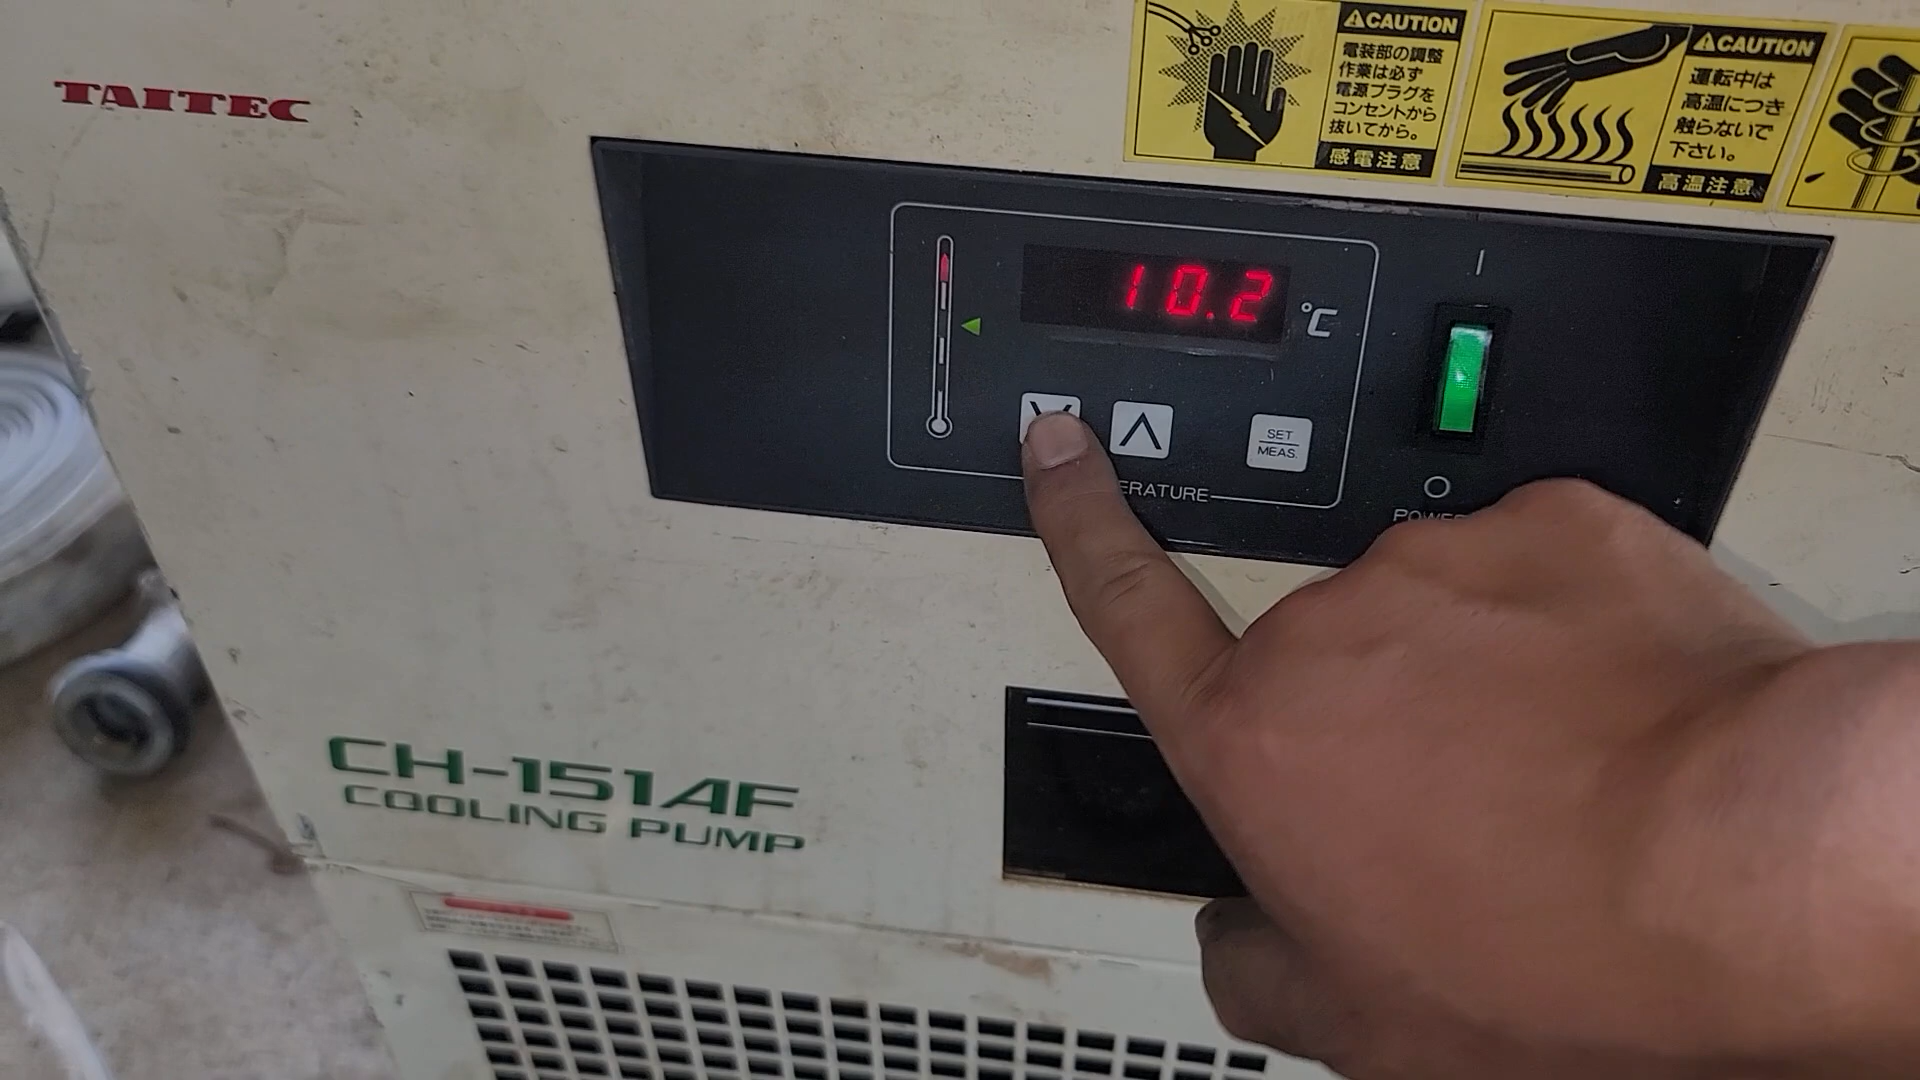 TAITEC
CAUTION
電装部の調整
作業は必ず
電源プラグを
コンセントから
抜いてから。
感電注意
CAUTION
運転中は
高温につき
触らないで
下さい。
高温注意
10.2
℃
SET
MEAS.
ERATURE
POWE
CH-151AF
COOLING PUMP